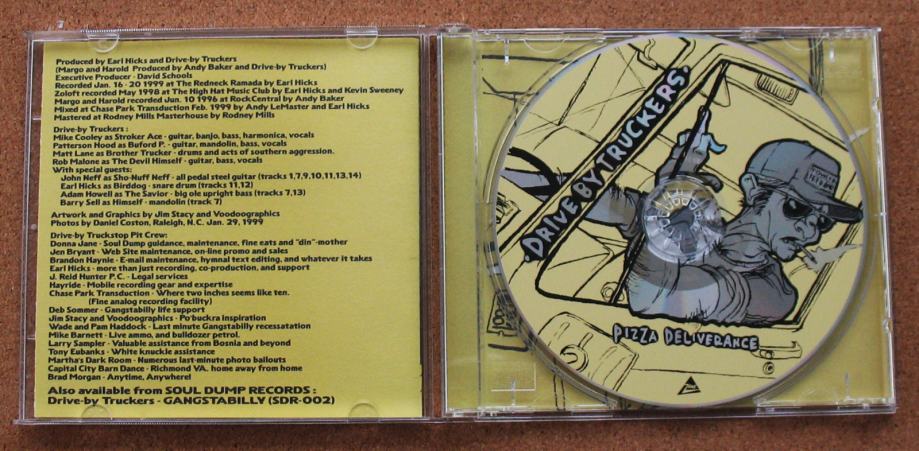 Produced by Earl Hicks and Drive-by Truckers
(Margo and Harold Produced by Andy Baker and Drive-by Truckers)
Executive Producer - David Schools
Recorded Jan. 16 - 20 1999 at The Redneck Ramada by Earl Hicks
Zoloft recorded May 1998 at The High Hat Music Club by Earl Hicks and Kevin Sweeney
Margo and Harold recorded Jun 10 1996 at RockCentral by Andy Baker
Mixed at Chase Park Transduction Feb. 1999 by Andy LeMaster and Earl Hicks
Mastered at Rodney Mills Masterhouse by Rodney Mills
Drive-by Truckers :
Mike Cooley as Stroker Ace - guitar, banjo, bass, harmonica, vocals
Patterson Hood as Buford P. - guitar, mandolin, bass, vocals
Matt Lane as Brother Trucker - drums and acts of southern aggression.
Rob Malone as The Devil Himself - guitar, bass, vocals
With special guests:
John Neff as Sho-Nuff Neff - all pedal steel guitar (tracks 1,7,9,10,11,13,14)
Earl Hicks as Birddog - snare drum (tracks 11,12)
Adam Howell as The Savior - big ole upright bass (tracks 7,13)
Barry Sell as Himself - mandolin (track 7)
Artwork and Graphics by Jim Stacy and Voodoographics
Photos by Daniel Coston, Raleigh, N.C. Jan. 29, 1999
Drive-by Truckstop Pit Crew:
Donna Jane - Soul Dump guidance, maintenance, fine eats and "din"-mother
Jen Bryant - Web Site maintenance, on-line promo and sales
Brandon Haynie - E-mail maintenance, hymnal text editing, and whatever it takes
Earl Hicks - more than just recording, co-production, and support
J. Reid Hunter P.C. - Legal services
Hayride - Mobile recording gear and expertise
Chase Park Transduction - Where two inches seems like ten.
(Fine analog recording facility)
Deb Sommer - Gangstabilly life support
Jim Stacy and Voodoographics - Po'buckra inspiration
Wade and Pam Haddock - Last minute Gangstabilly recessatation
Mike Barnett - Live ammo, and bulldozer petrol.
Larry Sampler - Valuable assistance from Bosnia and beyond
Tony Eubanks - White knuckle assistance
Martha's Dark Room - Numerous last-minute photo bailouts
Capital City Barn Dance - Richmond VA. home away from home
Brad Morgan - Anytime, Anywhere!
Also available from SOUL DUMP RECORDS :
Drive-by Truckers - GANGSTABILLY (SDR-002)
·DRIVE BY TRUCKERS·
PIZZA DELIVERANCE